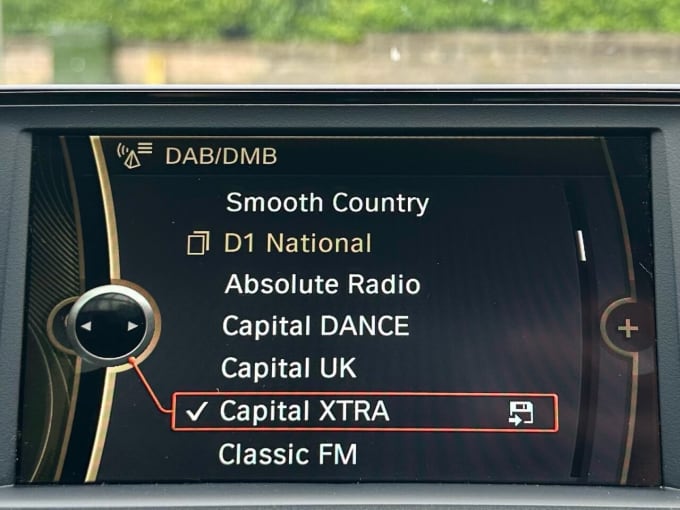 DAB/DMB
Smooth Country
D1 National
Absolute Radio
Capital DANCE
Capital UK
Capital XTRA
Classic FM